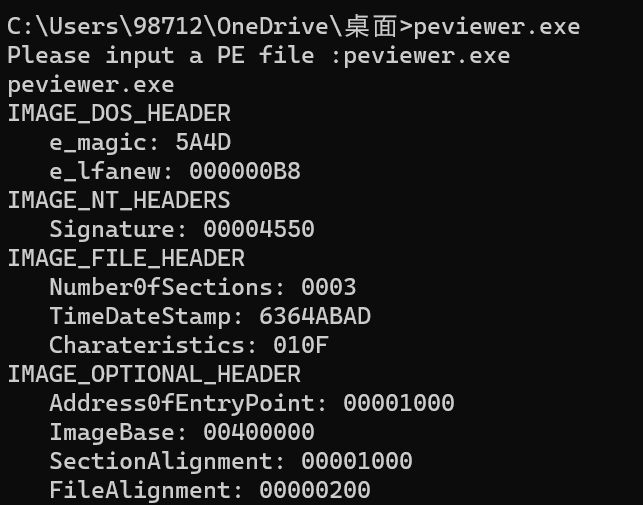 C:\Users\98712\OneDrive\桌面>peviewer.exe
Please input a PE file :peviewer.exe
peviewer.exe
IMAGE_DOS_HEADER
   e_magic: 5A4D
   e_lfanew: 000000B8
IMAGE_NT_HEADERS
   Signature: 00004550
IMAGE_FILE_HEADER
   Number0fSections: 0003
   TimeDateStamp: 6364ABAD
   Charateristics: 010F
IMAGE_OPTIONAL_HEADER
   Address0fEntryPoint: 00001000
   ImageBase: 00400000
   SectionAlignment: 00001000
   FileAlignment: 00000200